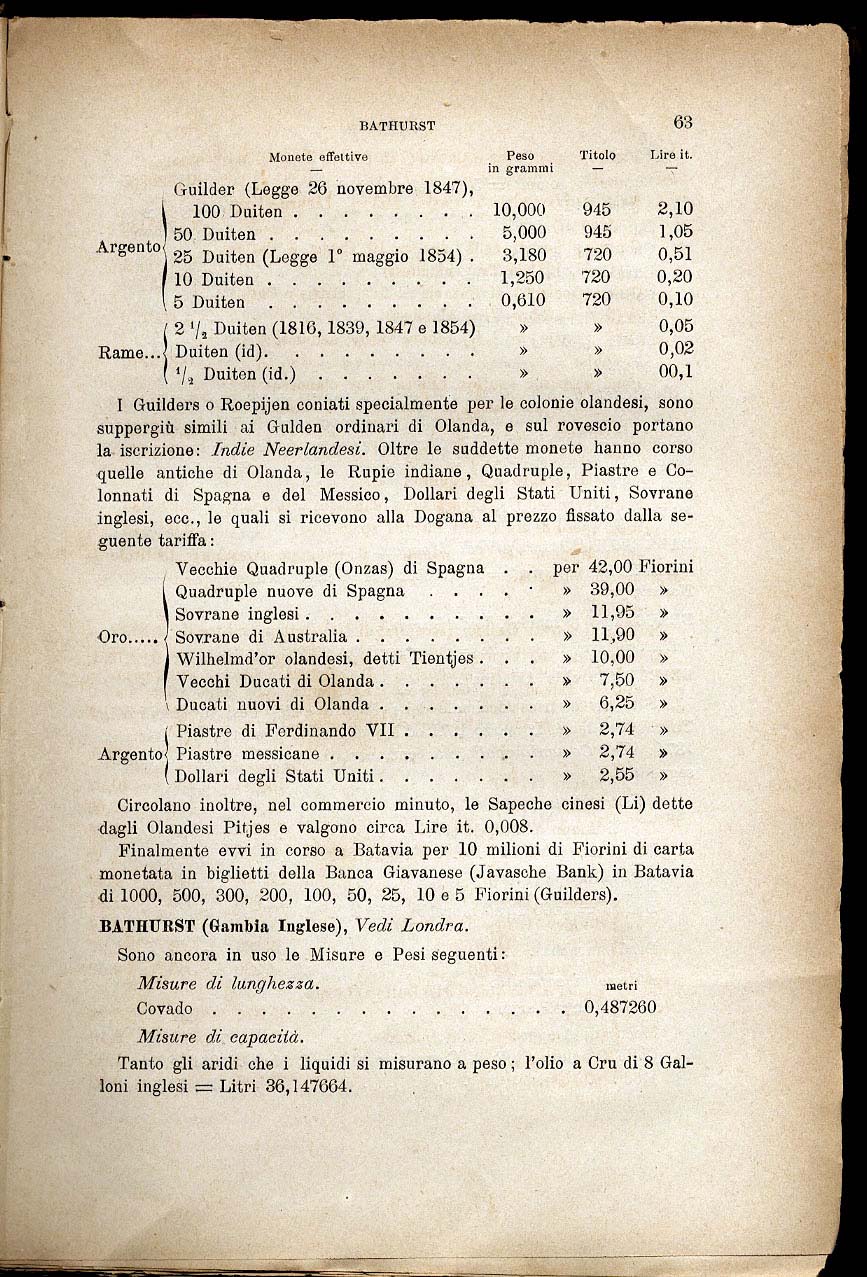 BATHURST 63
Monete effettive Peso in grammi Titolo Lire it.
— — —
Guilder (Legge 26 novembre 1847),
100 Duiten . . . . . . . . 10,000 945 2,10
50 Duiten . . . . . . . . . 5,000 945 1,05
Argento 25 Duiten (Legge 1° maggio 1854) . 3,180 720 0,51
10 Duiten . . . . . . . . . 1,250 720 0,20
5 Duiten . . . . . . . . . 0,610 720 0,10
2 1/2 Duiten (1816, 1839, 1847 e 1854) » » 0,05
Rame... Duiten (id). . . . . . . . . » » 0,02
1/2 Duiten (id.) . . . . . . . » » 00,1
I Guilders o Roepijen coniati specialmente per le colonie olandesi, sono
suppergiù simili ai Gulden ordinari di Olanda, e sul rovescio portano
la iscrizione: Indie Neerlandesi. Oltre le suddette monete hanno corso
quelle antiche di Olanda, le Rupie indiane, Quadruple, Piastre e Co-
lonnati di Spagna e del Messico, Dollari degli Stati Uniti, Sovrane
inglesi, ecc., le quali si ricevono alla Dogana al prezzo fissato dalla se-
guente tariffa:
Vecchie Quadruple (Onzas) di Spagna . . per 42,00 Fiorini
Quadruple nuove di Spagna . . . . . » 39,00 »
Sovrane inglesi . . . . . . . . . . » 11,95 »
Oro..... Sovrane di Australia . . . . . . . . » 11,90 »
Wilhelmd'or olandesi, detti Tientjes . . . » 10,00 »
Vecchi Ducati di Olanda . . . . . . . » 7,50 »
Ducati nuovi di Olanda . . . . . . . » 6,25 »
Piastre di Ferdinando VII . . . . . . » 2,74 »
Argento Piastre messicane . . . . . . . . . » 2,74 »
Dollari degli Stati Uniti . . . . . . . » 2,55 »
Circolano inoltre, nel commercio minuto, le Sapeche cinesi (Li) dette
dagli Olandesi Pitjes e valgono circa Lire it. 0,008.
Finalmente evvi in corso a Batavia per 10 milioni di Fiorini di carta
monetata in biglietti della Banca Giavanese (Javasche Bank) in Batavia
di 1000, 500, 300, 200, 100, 50, 25, 10 e 5 Fiorini (Guilders).
BATHURST (Gambia Inglese), Vedi Londra.
Sono ancora in uso le Misure e Pesi seguenti:
Misure di lunghezza. metri
Covado . . . . . . . . . . . . . . . 0,487260
Misure di capacità.
Tanto gli aridi che i liquidi si misurano a peso; l'olio a Cru di 8 Gal-
loni inglesi = Litri 36,147664.